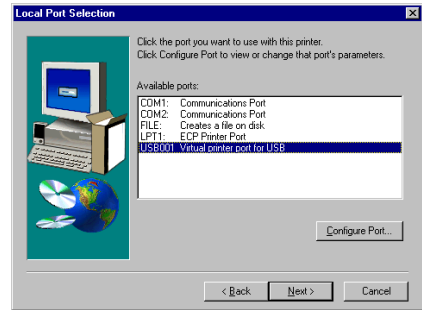 Local Port Selection
Click the port you want to use with this printer.
Click Configure Port to view or change that port's parameters.
Available ports:
COM1: Communications Port
COM2: Communications Port
FILE: Creates a file on disk
LPT1: ECP Printer Port
USB001 Virtual printer port for USB
Configure Port...
< Back Next > Cancel